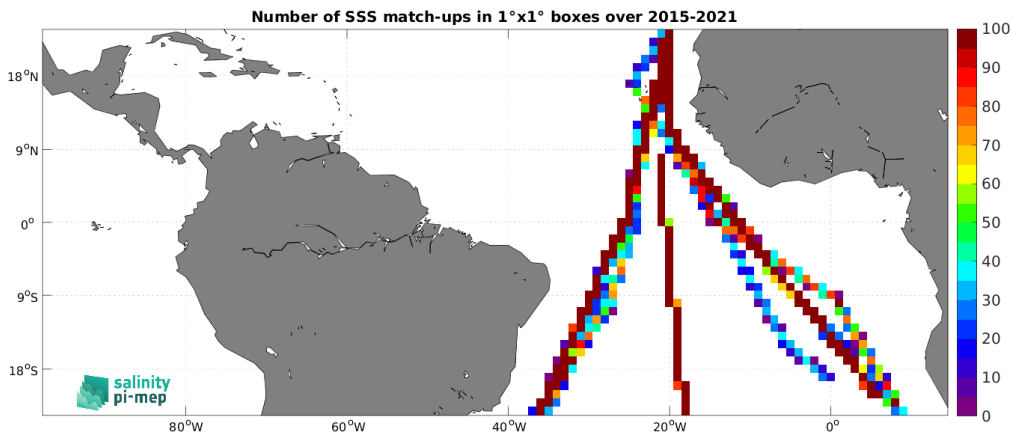 Number of SSS match-ups in 1°x1° boxes over 2015-2021
18°N
9°N
0°
9°S
18°S
80°W
60°W
40°W
20°W
0°
100
90
80
70
60
50
40
30
20
10
0
salinity
pi-mep